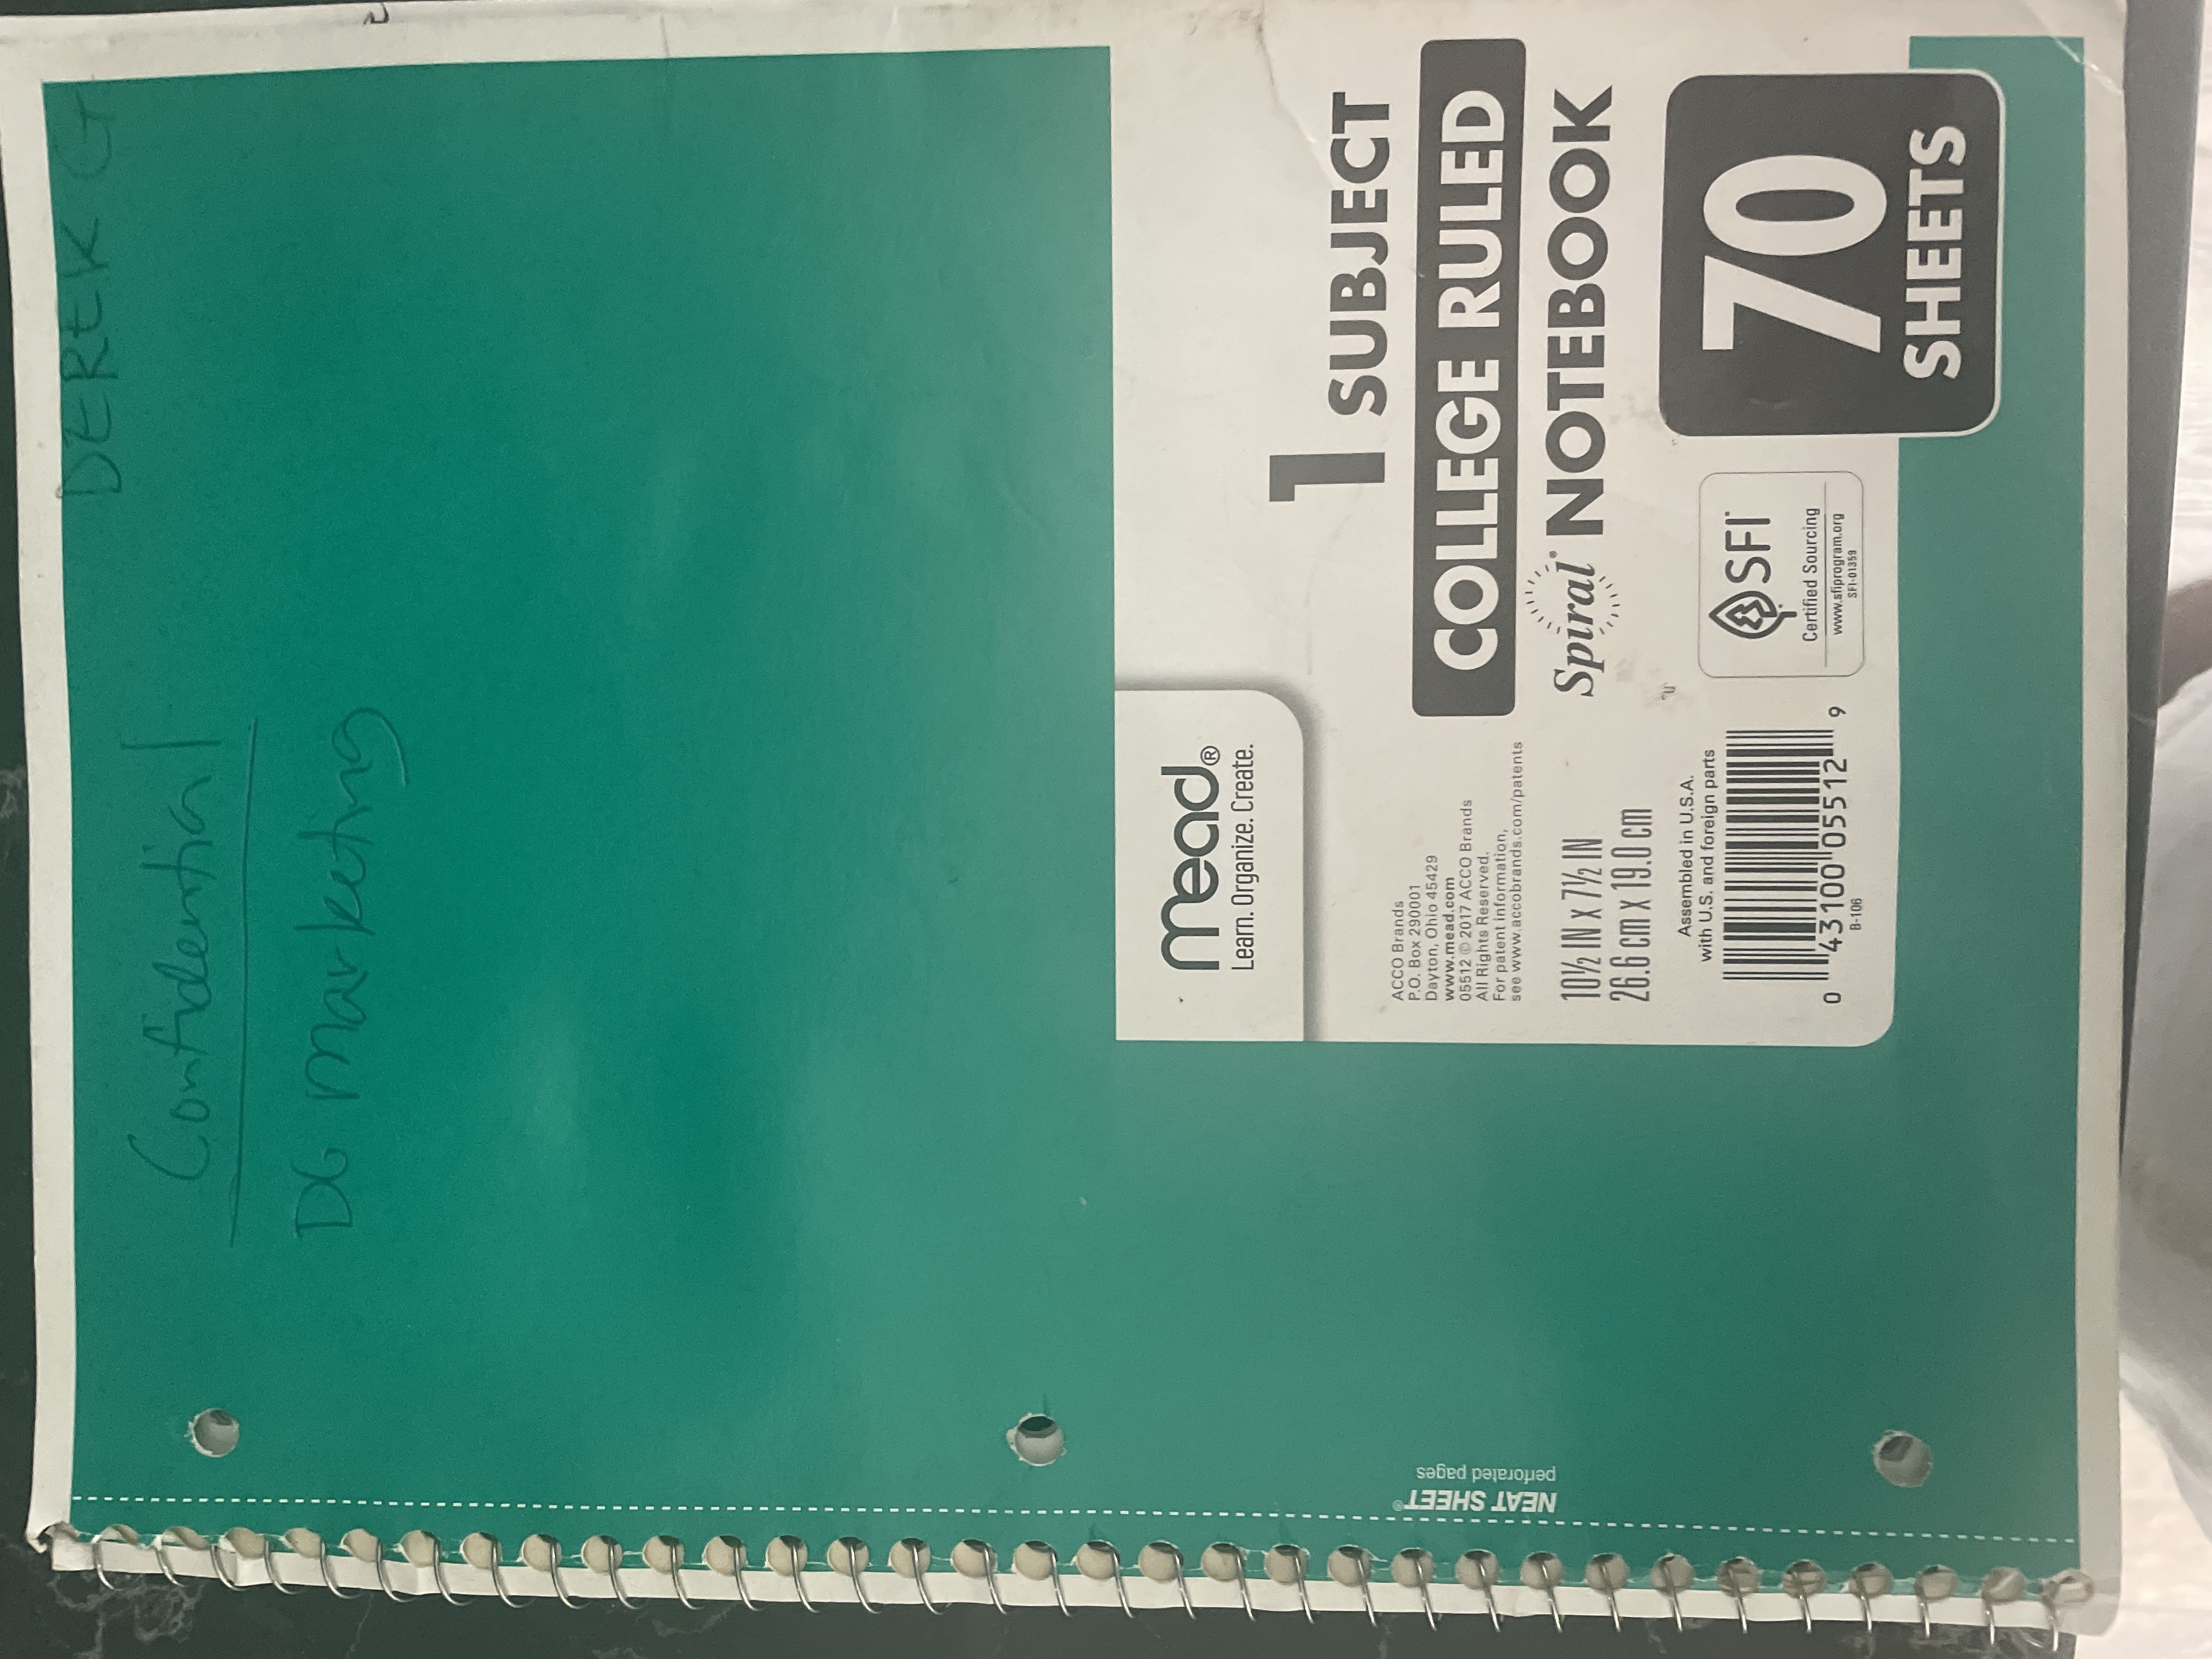 DEREK G
Confidential
DG Marketing
mead®
Learn. Organize. Create.
1 SUBJECT
COLLEGE RULED
Spiral® NOTEBOOK
70
SHEETS
ACCO Brands
P.O. Box 290001
Dayton, Ohio 45429
www.mead.com
05512 © 2017 ACCO Brands
All Rights Reserved.
For patent information,
see www.accobrands.com/patents
10½ IN x 7½ IN
26.6 cm x 19.0 cm
Assembled in U.S.A.
with U.S. and foreign parts
0 43100 05512 9
B-106
SFI
Certified Sourcing
www.sfiprogram.org
SFI-01359
NEAT SHEET®
perforated pages